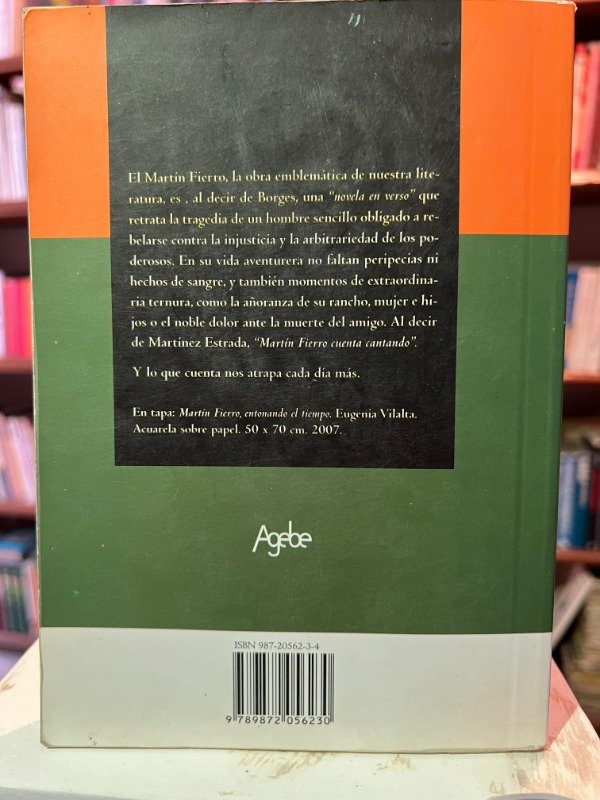 El Martín Fierro, la obra emblemática de nuestra lite-
ratura, es , al decir de Borges, una “novela en verso” que
retrata la tragedia de un hombre sencillo obligado a re-
belarse contra la injusticia y la arbitrariedad de los po-
derosos. En su vida aventurera no faltan peripecias ni
hechos de sangre, y también momentos de extraordina-
ria ternura, como la añoranza de su rancho, mujer e hi-
jos o el noble dolor ante la muerte del amigo. Al decir
de Martínez Estrada, “Martín Fierro cuenta cantando”.
Y lo que cuenta nos atrapa cada día más.
En tapa: Martín Fierro, entonando el tiempo. Eugenia Vilalta.
Acuarela sobre papel. 50 x 70 cm. 2007.
Agebe
ISBN 987-20562-3-4
9 789872 056230